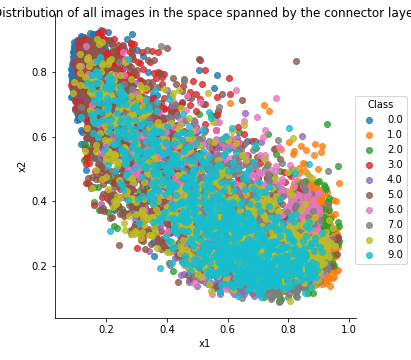 Distribution of all images in the space spanned by the connector laye
Class
0.0
1.0
2.0
3.0
4.0
5.0
6.0
7.0
8.0
9.0
x2
0.8
0.6
0.4
0.2
0.2 0.4 0.6 0.8 1.0
x1